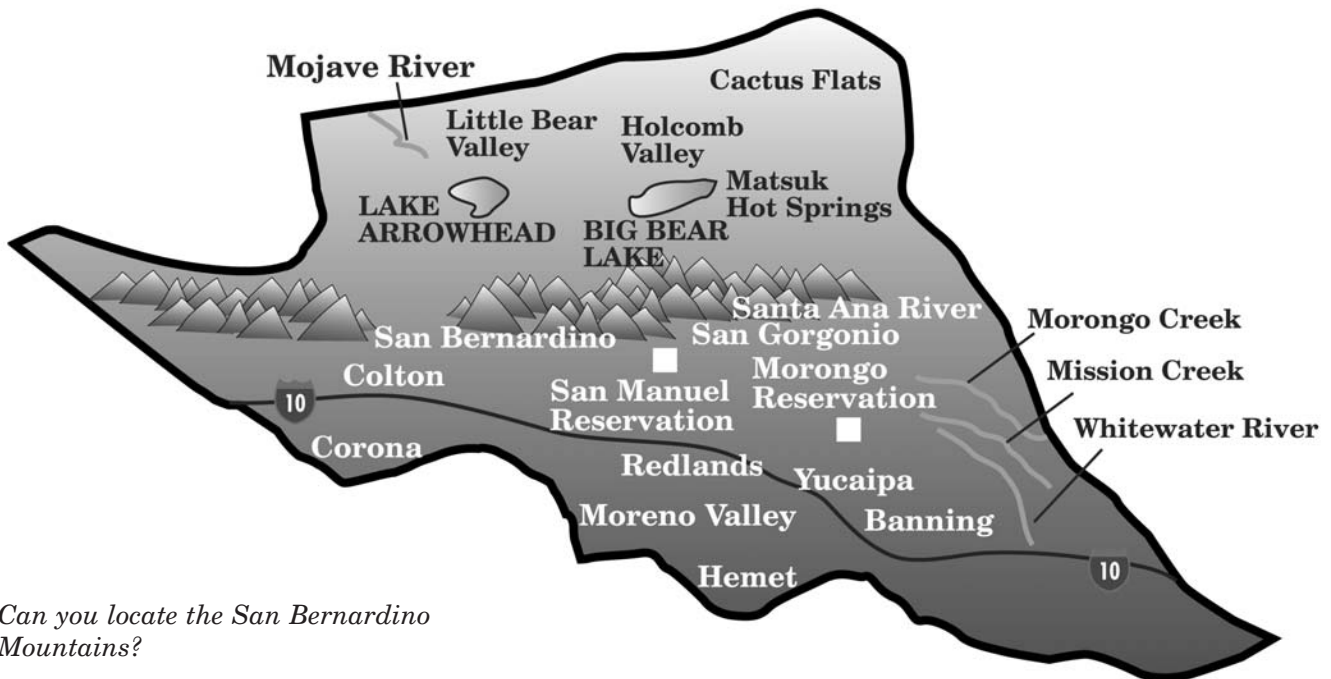 Mojave River
Cactus Flats
Little Bear
Valley
Holcomb
Valley
Matsuk
Hot Springs
LAKE
ARROWHEAD
BIG BEAR
LAKE
Santa Ana River
San Bernardino
San Gorgonio
Morongo Creek
Colton
San Manuel
Reservation
Morongo
Reservation
Mission Creek
10
Whitewater River
Corona
Redlands
Yucaipa
Moreno Valley
Banning
Hemet
10
Can you locate the San Bernardino
Mountains?